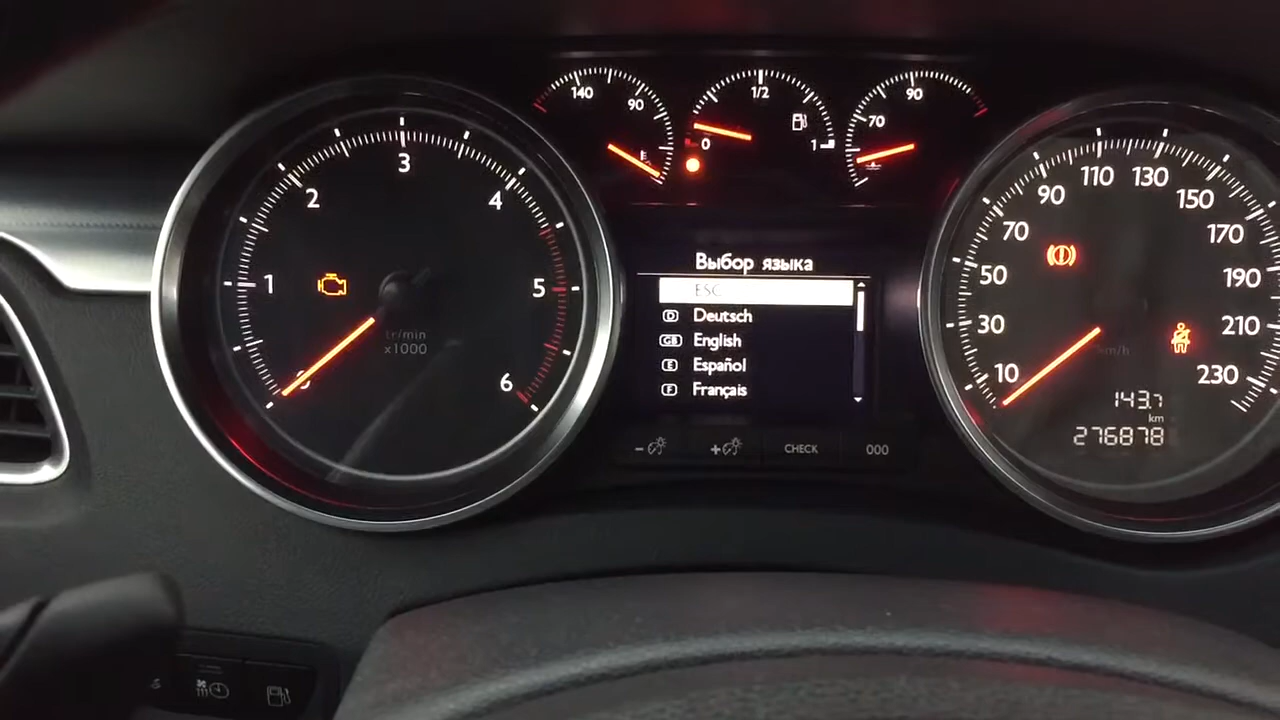 1
2
3
4
5
6
tr/min
x1000
140
90
0
1/2
1
70
90
Выбор языка
ESC
D Deutsch
GB English
E Español
F Français
- + CHECK 000
10
30
50
70
90
110
130
150
170
190
210
230
km/h
143.7
km
276878